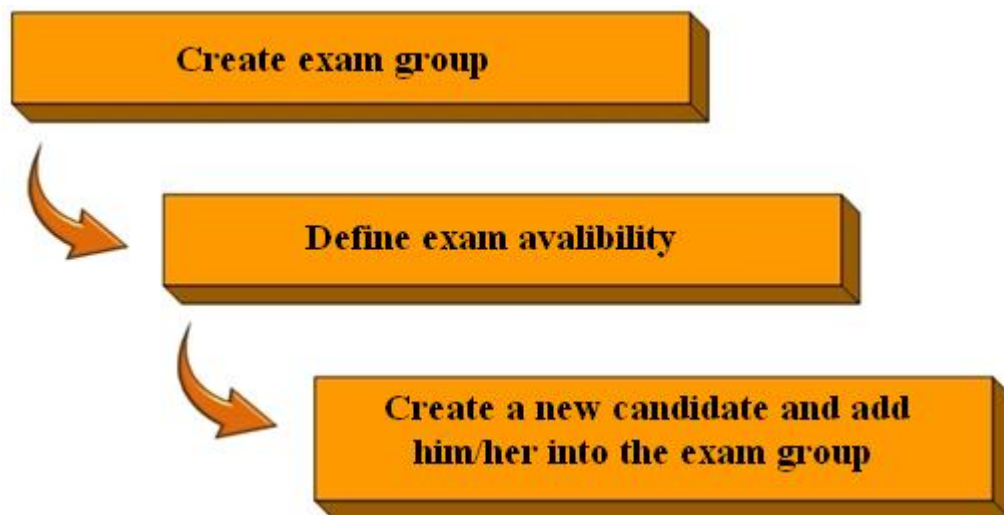 Create exam group
Define exam avalibility
Create a new candidate and add
him/her into the exam group